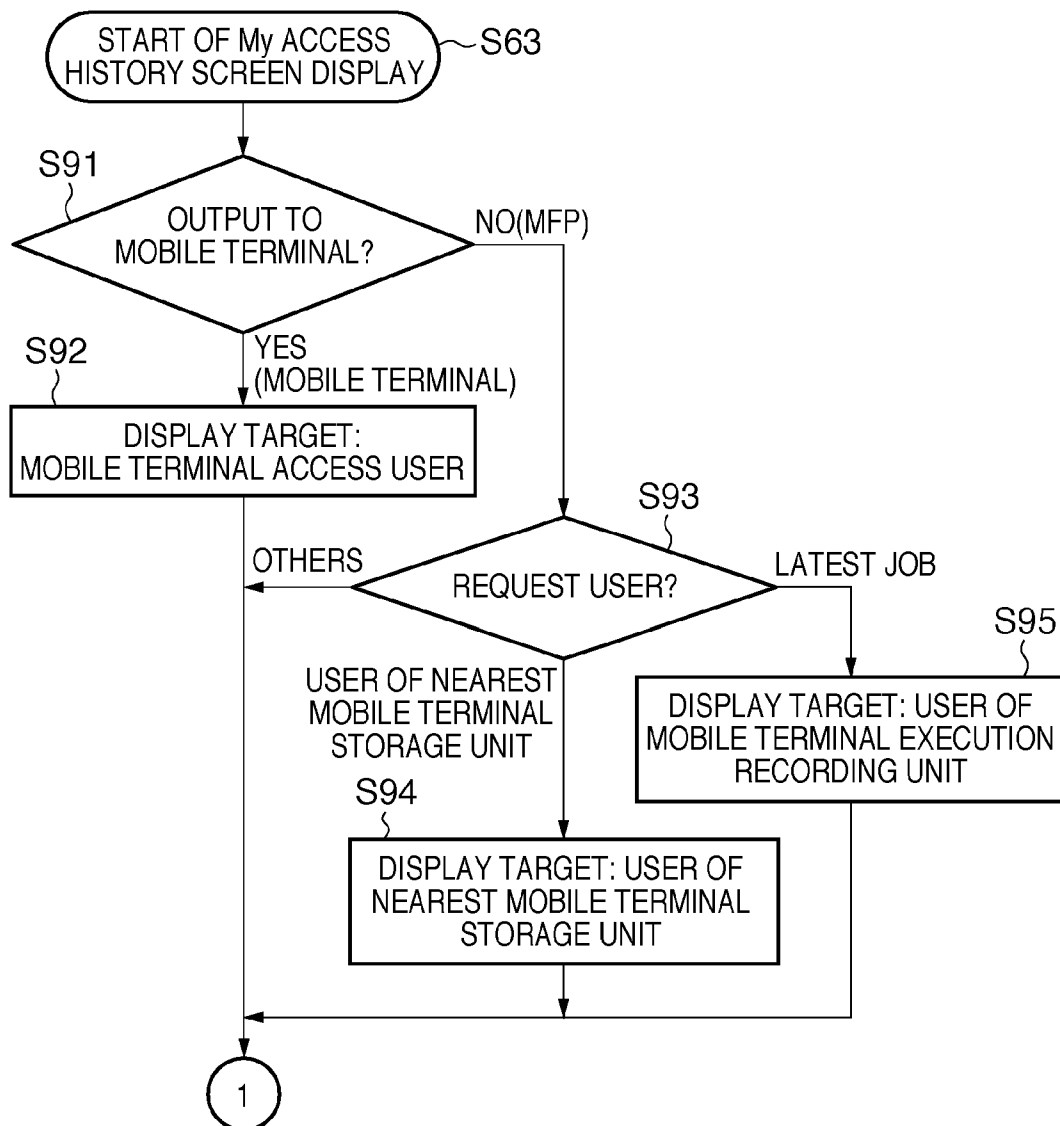 START OF My ACCESS
HISTORY SCREEN DISPLAY
S63
S91
OUTPUT TO
MOBILE TERMINAL?
NO(MFP)
YES
(MOBILE TERMINAL)
S92
DISPLAY TARGET:
MOBILE TERMINAL ACCESS USER
S93
OTHERS
REQUEST USER?
LATEST JOB
S95
USER OF NEAREST
MOBILE TERMINAL
STORAGE UNIT
DISPLAY TARGET: USER OF
MOBILE TERMINAL EXECUTION
RECORDING UNIT
S94
DISPLAY TARGET: USER OF
NEAREST MOBILE TERMINAL
STORAGE UNIT
1